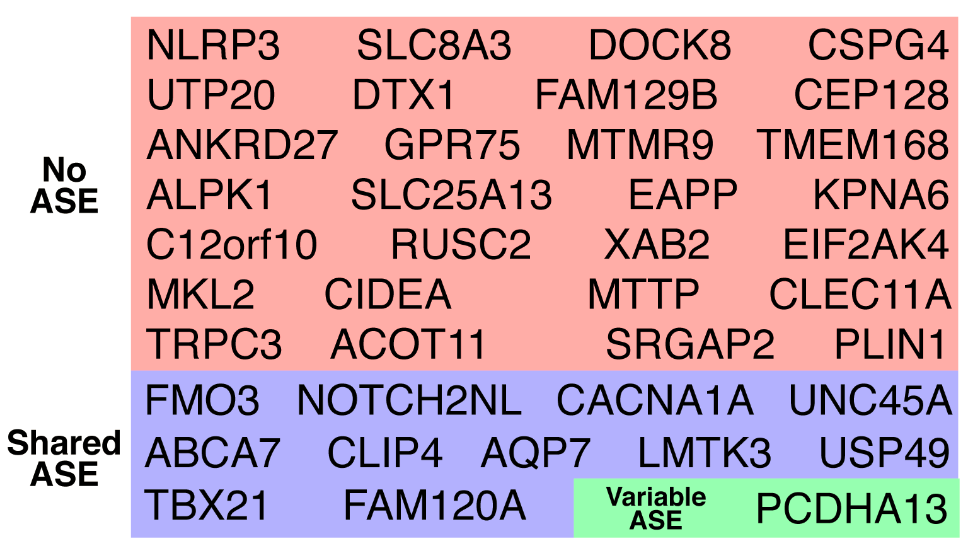 NLRP3 SLC8A3 DOCK8 CSPG4
UTP20 DTX1 FAM129B CEP128
ANKRD27 GPR75 MTMR9 TMEM168
No
ASE
ALPK1 SLC25A13 EAPP KPNA6
C12orf10 RUSC2 XAB2 EIF2AK4
MKL2 CIDEA MTTP CLEC11A
TRPC3 ACOT11 SRGAP2 PLIN1
FMO3 NOTCH2NL CACNA1A UNC45A
Shared
ASE
ABCA7 CLIP4 AQP7 LMTK3 USP49
TBX21 FAM120A
Variable
ASE
PCDHA13